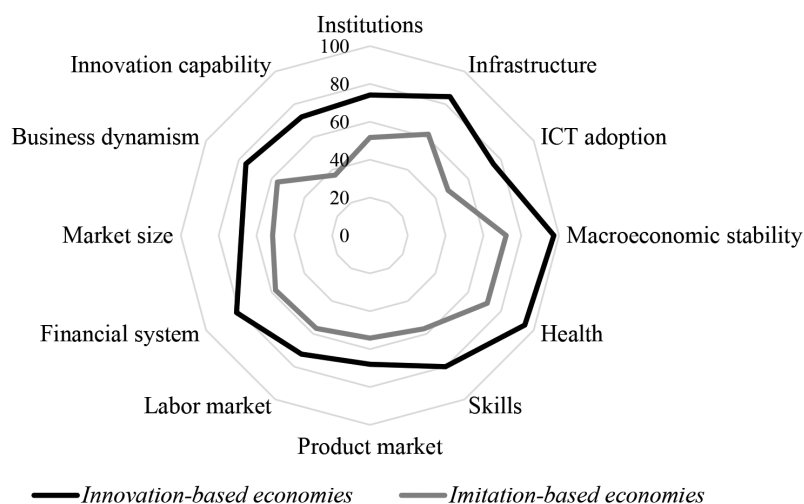 Institutions
100
Innovation capability
Infrastructure
80
Business dynamism
60
ICT adoption
40
20
Market size
0
Macroeconomic stability
Financial system
Health
Labor market
Skills
Product market
Innovation-based economies
Imitation-based economies